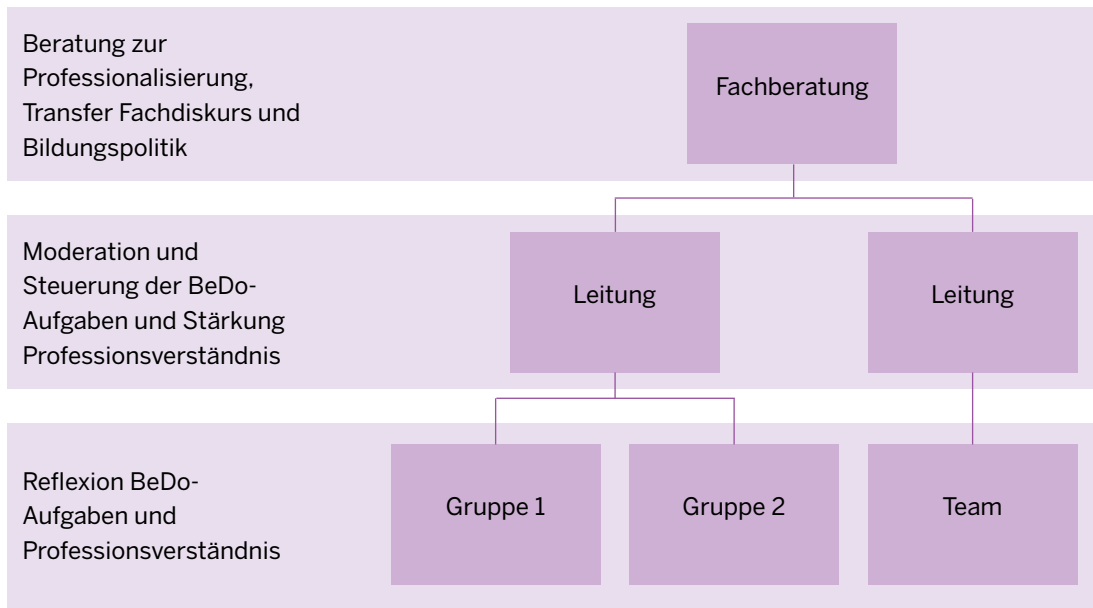 Beratung zur
Professionalisierung,
Transfer Fachdiskurs und
Bildungspolitik
Fachberatung
Moderation und
Steuerung der BeDo-
Aufgaben und Stärkung
Professionsverständnis
Leitung
Leitung
Reflexion BeDo-
Aufgaben und
Professionsverständnis
Gruppe 1
Gruppe 2
Team